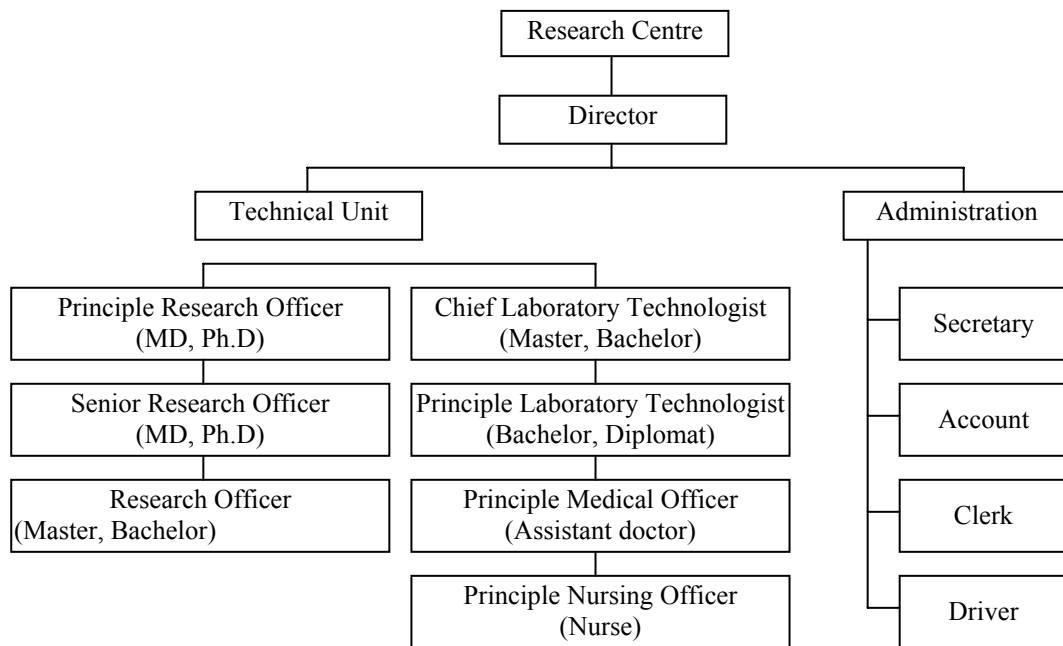 Research Centre
Director
Technical Unit
Administration
Principle Research Officer
(MD, Ph.D)
Senior Research Officer
(MD, Ph.D)
Research Officer
(Master, Bachelor)
Chief Laboratory Technologist
(Master, Bachelor)
Principle Laboratory Technologist
(Bachelor, Diplomat)
Principle Medical Officer
(Assistant doctor)
Principle Nursing Officer
(Nurse)
Secretary
Account
Clerk
Driver